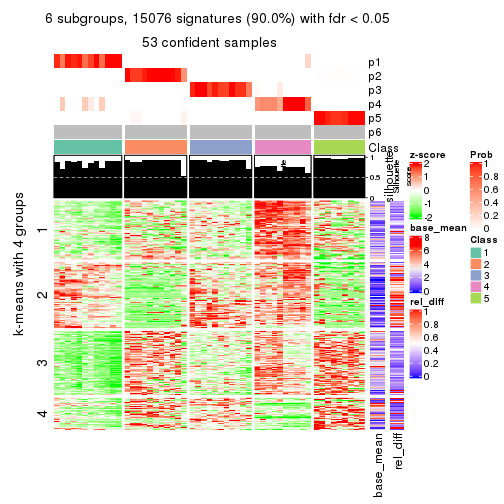 6 subgroups, 15076 signatures (90.0%) with fdr < 0.05
53 confident samples
p1
p2
p3
p4
p5
p6
Class
1
0.5
0
silhouette
Silhouette
score
k-means with 4 groups
1
2
3
4
base_mean
rel_diff
z-score
2
1
0
-1
-2
base_mean
8
6
4
2
0
rel_diff
1
0.8
0.6
0.4
0.2
0
Prob
1
0.8
0.6
0.4
0.2
0
Class
1
2
3
4
5